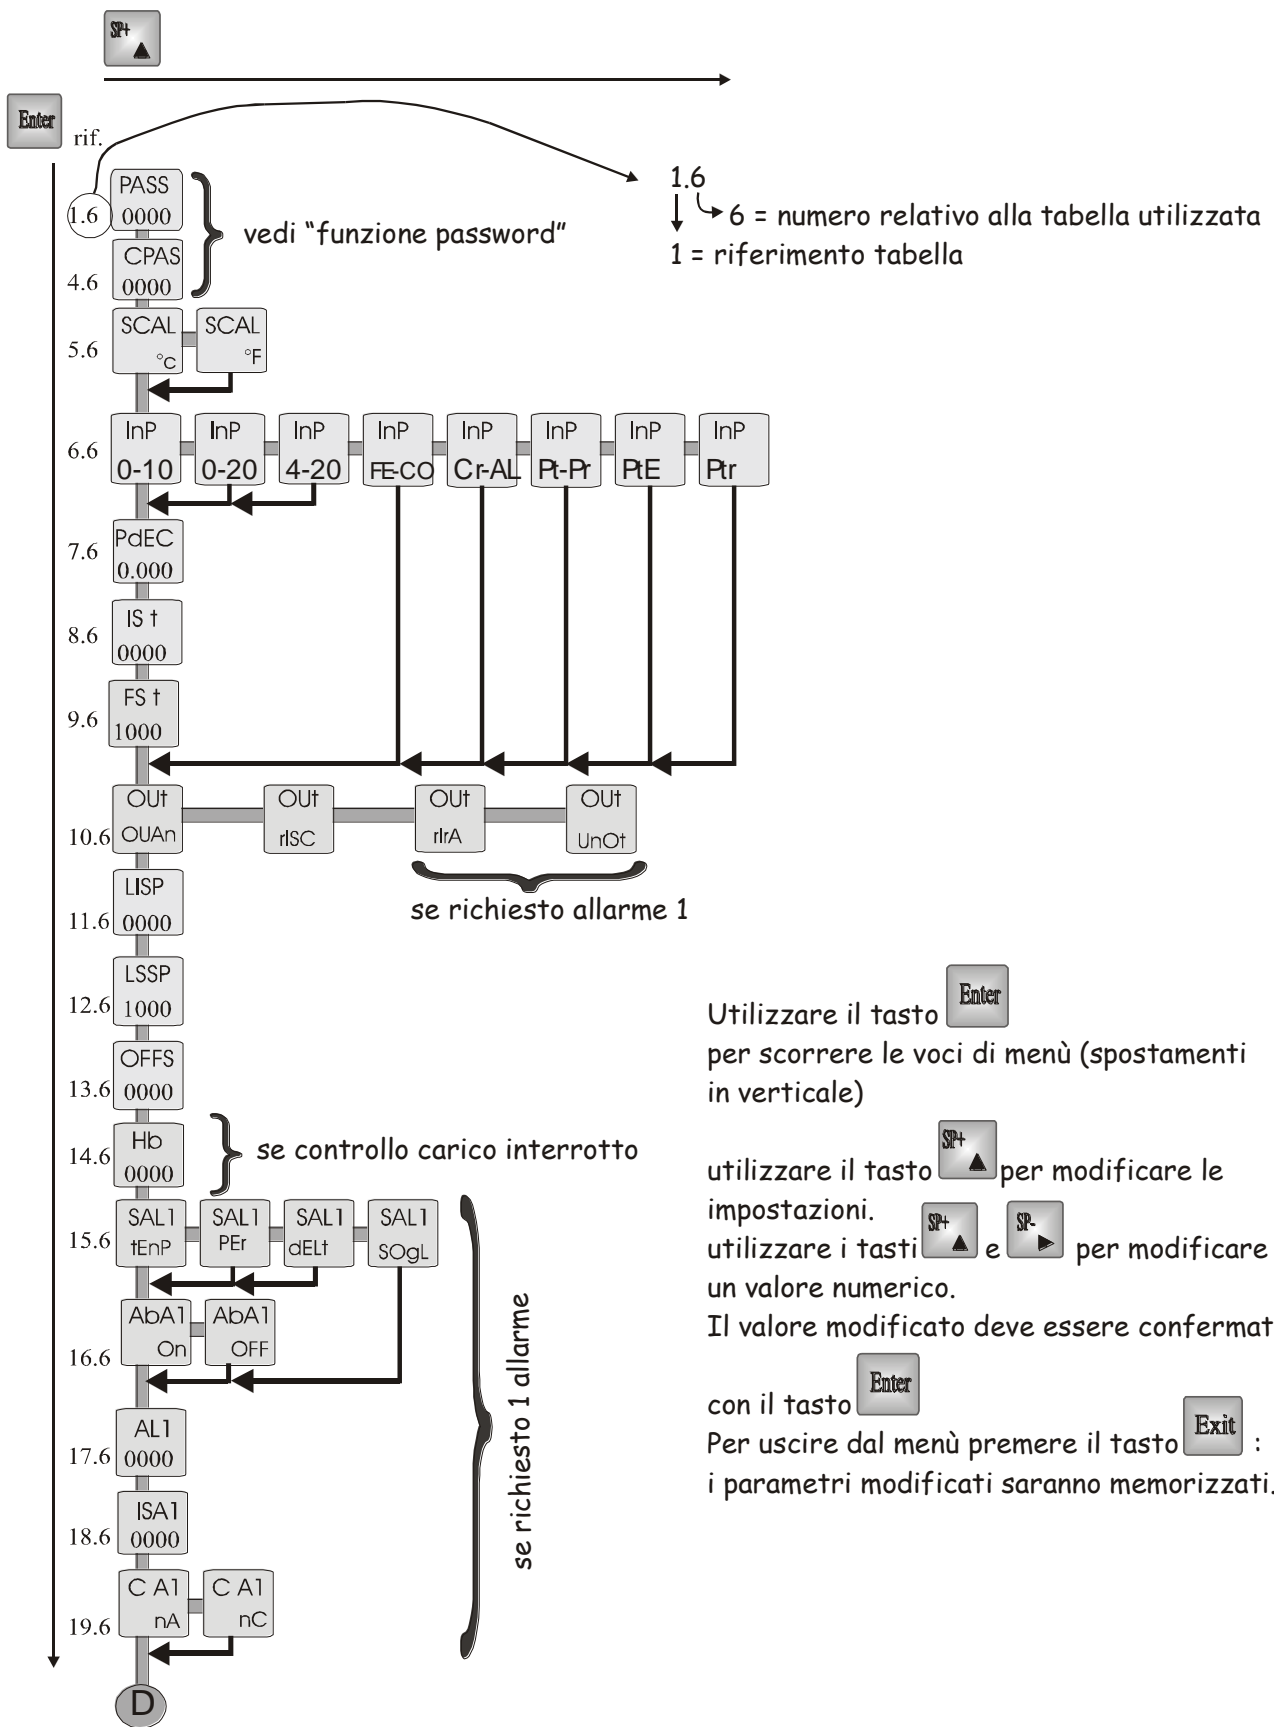 SP+
Enter
rif.
1.6
6 = numero relativo alla tabella utilizzata
1 = riferimento tabella
1.6
PASS
0000
vedi “funzione password”
4.6
CPAS
0000
5.6
SCAL
°c
SCAL
°F
6.6
InP
0-10
InP
0-20
InP
4-20
InP
FE-CO
InP
Cr-AL
InP
Pt-Pr
InP
PtE
InP
Ptr
7.6
PdEC
0.000
8.6
IS t
0000
9.6
FS t
1000
10.6
OUt
OUAn
OUt
rISC
OUt
rIrA
OUt
UnOt
se richiesto allarme 1
11.6
LISP
0000
12.6
LSSP
1000
13.6
OFFS
0000
14.6
Hb
0000
se controllo carico interrotto
15.6
SAL1
tEnP
SAL1
PEr
SAL1
dELt
SAL1
SOgL
16.6
AbA1
On
AbA1
OFF
17.6
AL1
0000
18.6
ISA1
0000
19.6
C A1
nA
C A1
nC
D
se richiesto 1 allarme
Utilizzare il tasto Enter
per scorrere le voci di menù (spostamenti
in verticale)
utilizzare il tasto SP+ per modificare le
impostazioni.
utilizzare i tasti SP+ e SP- per modificare
un valore numerico.
Il valore modificato deve essere confermat
con il tasto Enter
Per uscire dal menù premere il tasto Exit :
i parametri modificati saranno memorizzati.